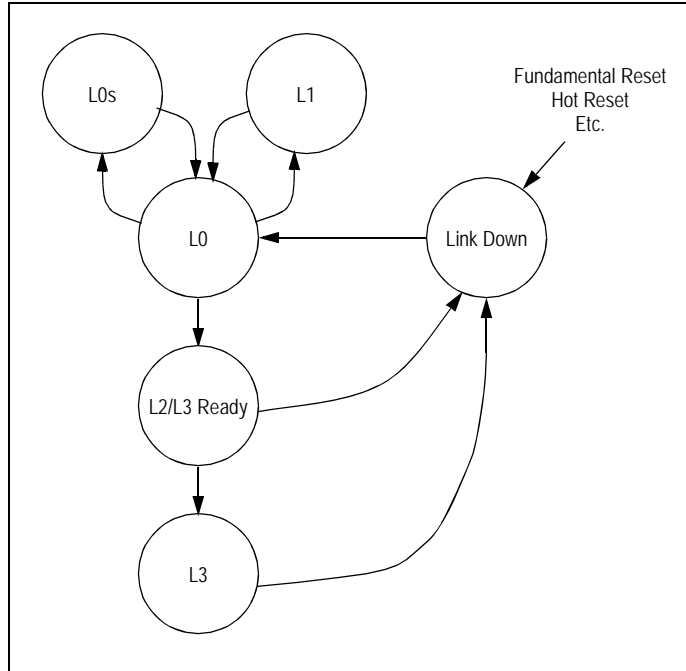 L0s
L1
Fundamental Reset
Hot Reset
Etc.
L0
Link Down
L2/L3 Ready
L3